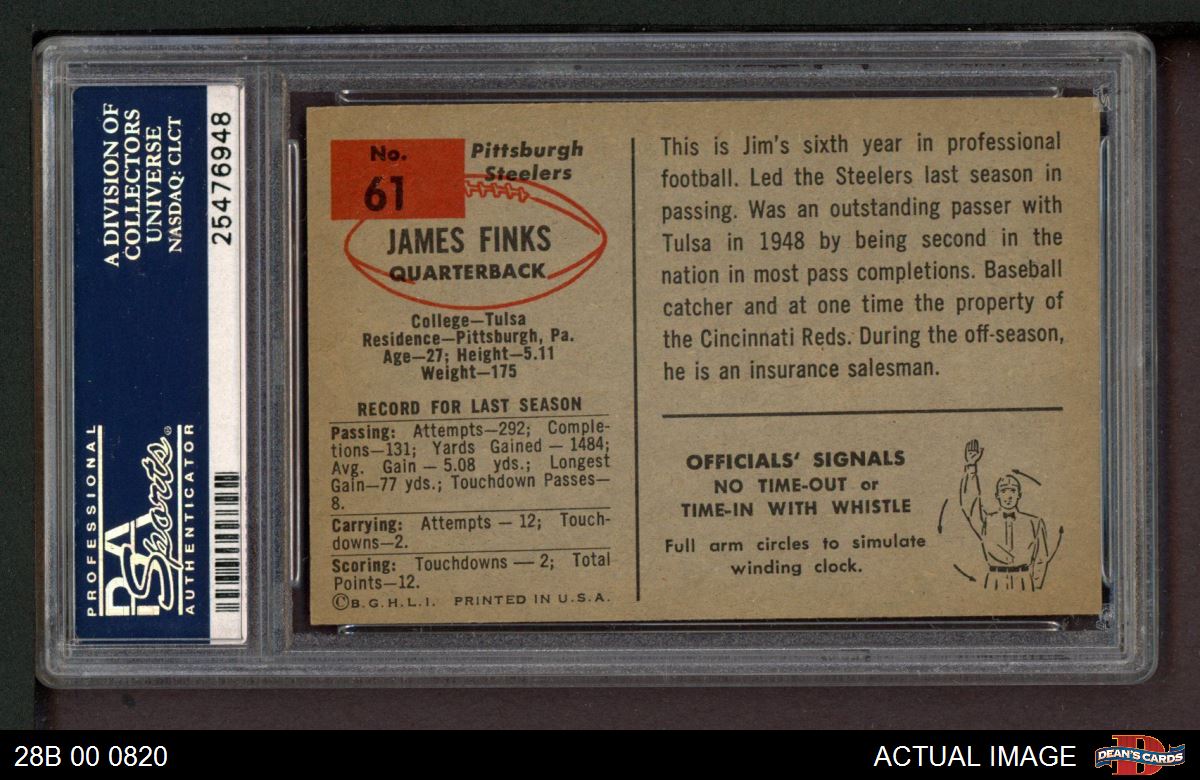 A DIVISION OF
COLLECTORS
UNIVERSE
NASDAQ: CLCT
25476948
PROFESSIONAL
PSA
Sports®
AUTHENTICATOR
No.
61
Pittsburgh
Steelers
JAMES FINKS
QUARTERBACK
College—Tulsa
Residence—Pittsburgh, Pa.
Age—27; Height—5.11
Weight—175
RECORD FOR LAST SEASON
Passing: Attempts—292; Comple-
tions—131; Yards Gained — 1484;
Avg. Gain — 5.08 yds.; Longest
Gain—77 yds.; Touchdown Passes—
8.
Carrying: Attempts — 12; Touch-
downs—2.
Scoring: Touchdowns — 2; Total
Points—12.
©B.G.H.L.I. PRINTED IN U.S.A.
This is Jim's sixth year in professional
football. Led the Steelers last season in
passing. Was an outstanding passer with
Tulsa in 1948 by being second in the
nation in most pass completions. Baseball
catcher and at one time the property of
the Cincinnati Reds. During the off-season,
he is an insurance salesman.
OFFICIALS' SIGNALS
NO TIME-OUT or
TIME-IN WITH WHISTLE
Full arm circles to simulate
winding clock.
28B 00 0820
ACTUAL IMAGE
DEAN'S CARDS